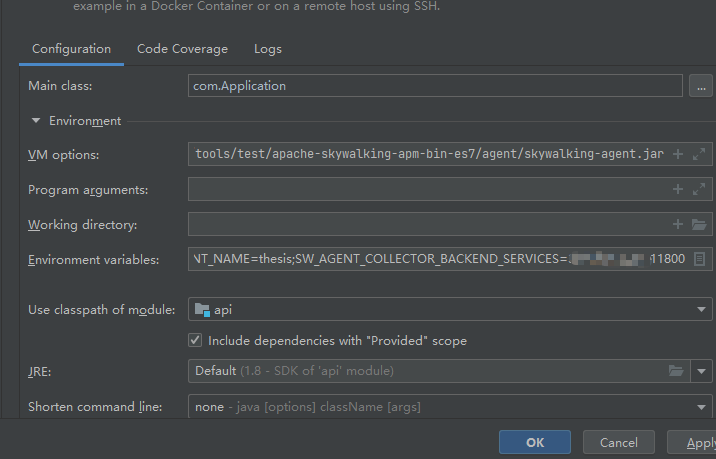 example in a Docker Container or on a remote host using SSH.
Configuration Code Coverage Logs
Main class: com.Application ...
Environment
VM options: tools/test/apache-skywalking-apm-bin-es7/agent/skywalking-agent.jar
Program arguments:
Working directory:
Environment variables: NT_NAME=thesis;SW_AGENT_COLLECTOR_BACKEND_SERVICES= 11800
Use classpath of module: api
Include dependencies with "Provided" scope
JRE: Default (1.8 - SDK of 'api' module)
Shorten command line: none - java [options] className [args]
OK Cancel Apply